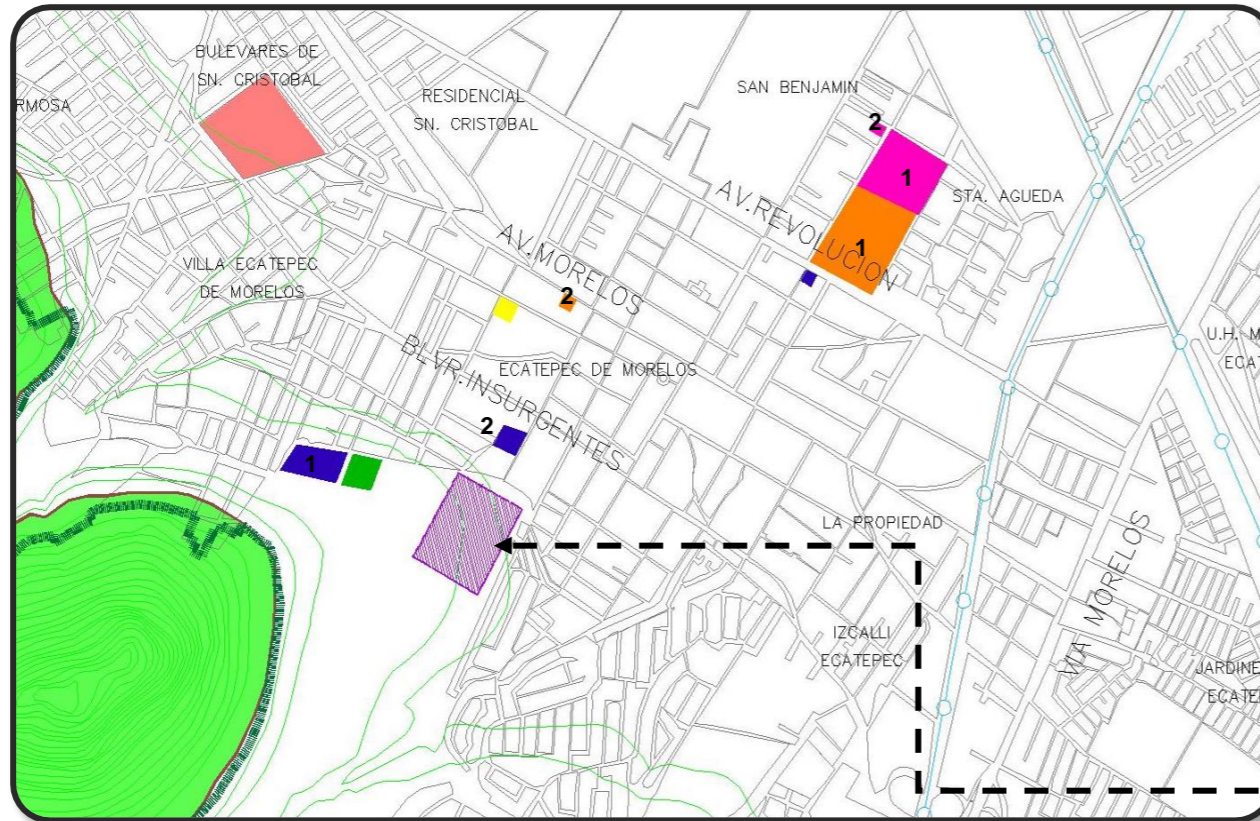 BULEVARES DE
SN. CRISTOBAL
RMOSA
RESIDENCIAL
SN. CRISTOBAL
SAN BENJAMIN
2
1
STA. AGUEDA
AV.REVOLUCION
1
AV.MORELOS
2
VILLA ECATEPEC
DE MORELOS
BLVR.INSURGENTES
ECATEPEC DE MORELOS
U.H. M
ECAT
2
1
LA PROPIEDAD
VIA MORELOS
IZCALLI
ECATEPEC
JARDINE
ECATE